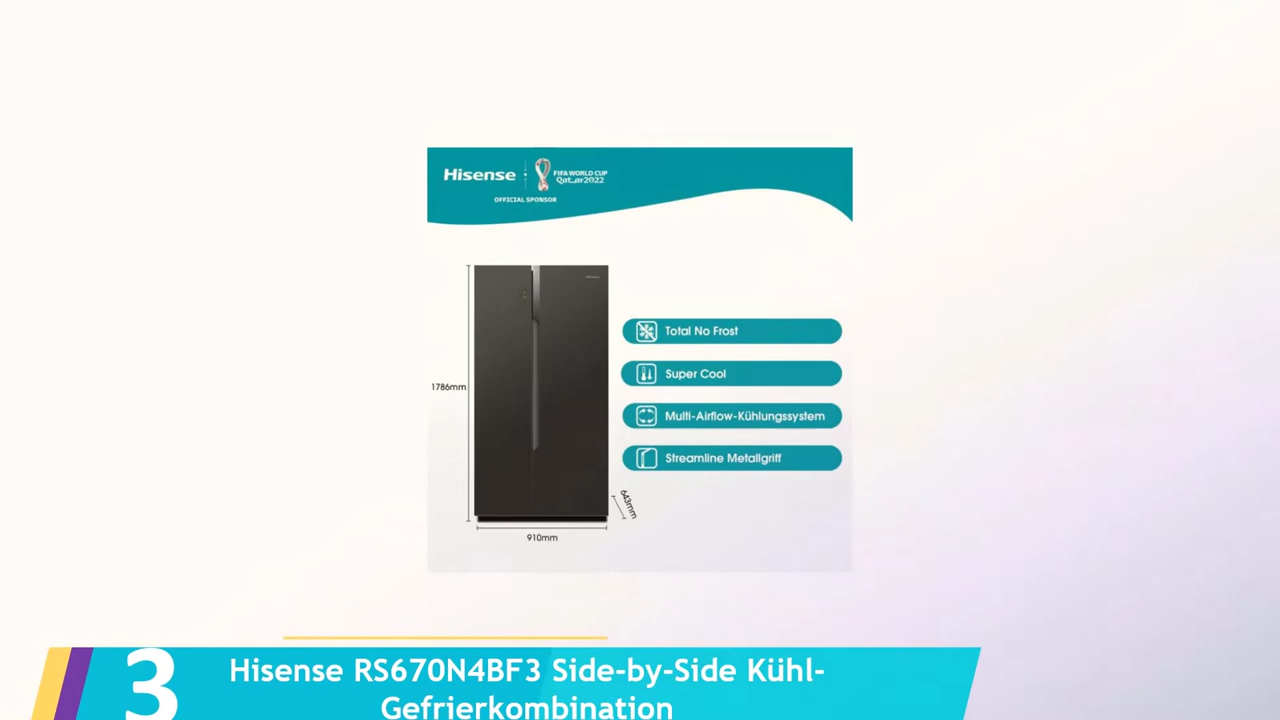 Hisense
FIFA WORLD CUP
Qatar2022
OFFICIAL SPONSOR
Total No Frost
Super Cool
1786mm
Multi-Airflow-Kühlungssystem
Streamline Metallgriff
643mm
910mm
3
Hisense RS670N4BF3 Side-by-Side Kühl-
Gefrierkombination